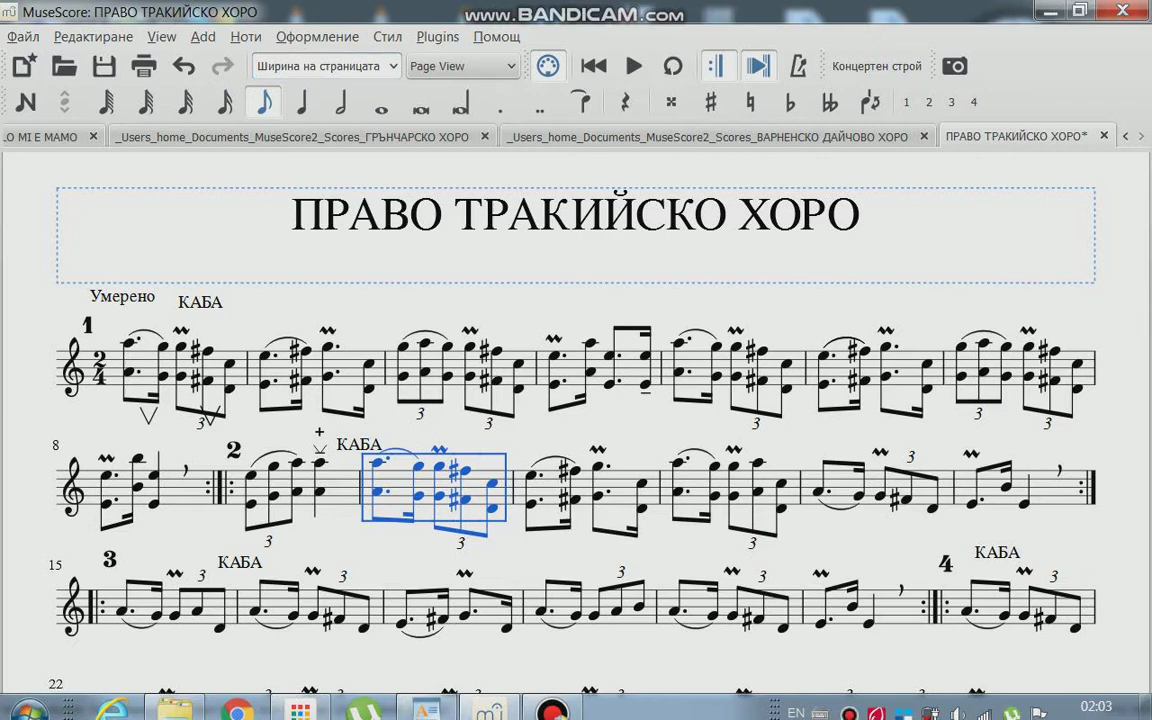 MuseScore: ПРАВО ТРАКИЙСКО ХОРО
www.BANDICAM.com
Файл Редактиране View Add Ноти Оформление Стил Plugins Помощ
Ширина на страницата Page View Концертен строй
1 2 3 4
_О МІ Е МАМО _Users_home_Documents_MuseScore2_Scores_ГРЪНЧАРСКО ХОРО _Users_home_Documents_MuseScore2_Scores_ВАРНЕНСКО ДАЙЧОВО ХОРО ПРАВО ТРАКИЙСКО ХОРО*
ПРАВО ТРАКИЙСКО ХОРО
Умерено КАБА
1
2
4
3 3 3 3 3 3
8 2 КАБА
3 3 3 3
15 3 КАБА 4 КАБА
3 3 3 3 3
22
EN 02:03